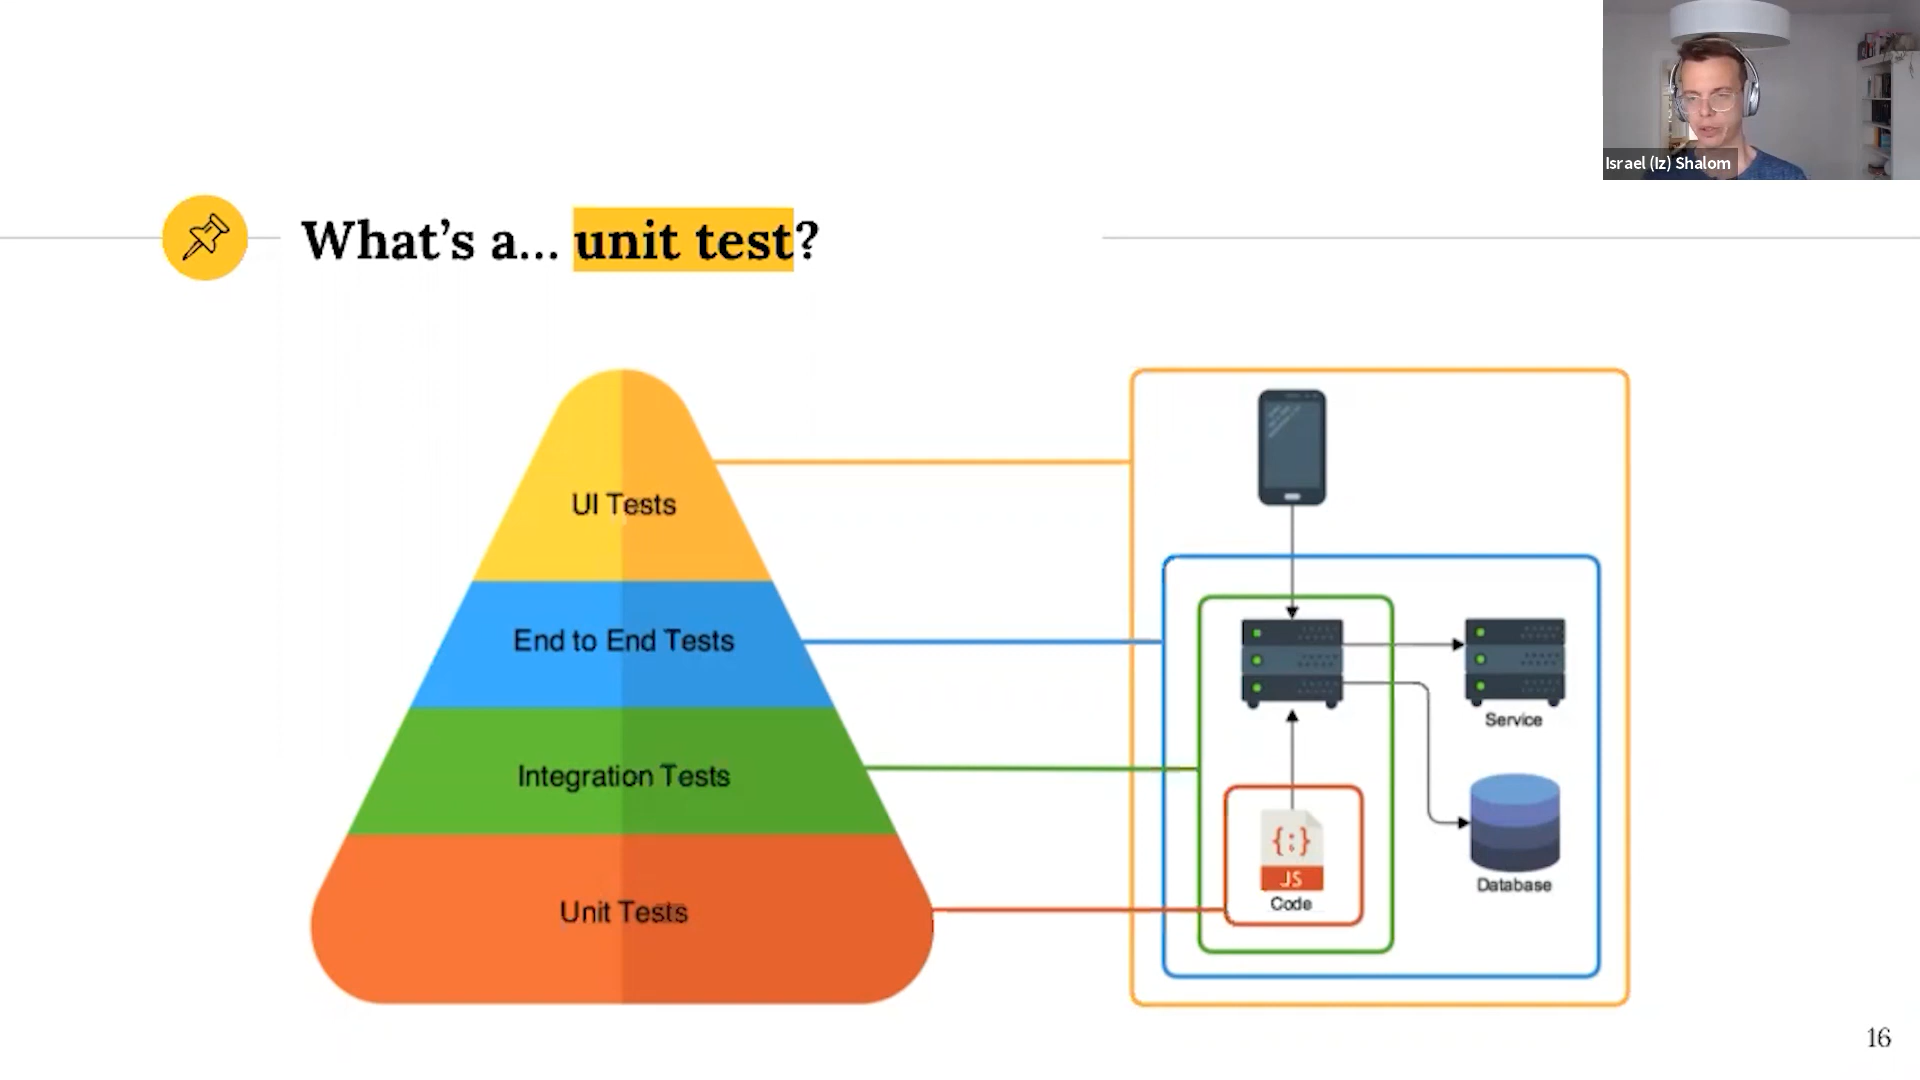 Israel (Iz) Shalom
What's a... unit test?
UI Tests
End to End Tests
Integration Tests
Unit Tests
Service
{;}
JS
Code
Database
16